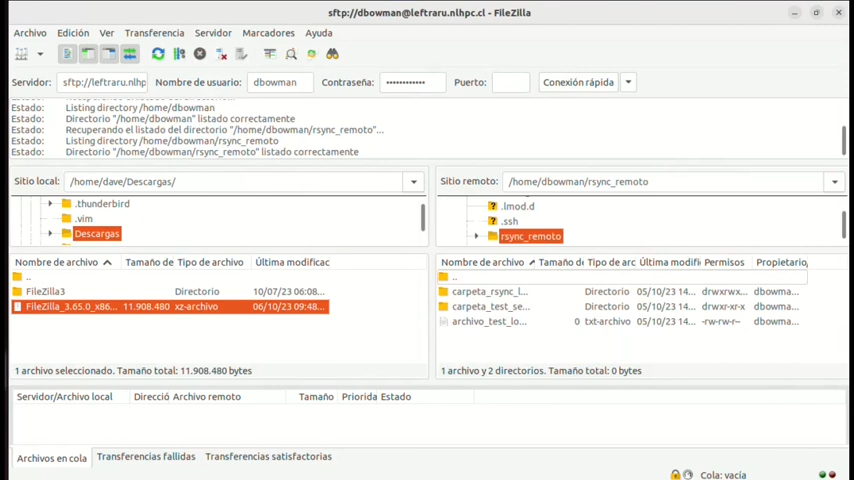 sftp://dbowman@leftraru.nlhpc.cl - FileZilla
Archivo Edición Ver Transferencia Servidor Marcadores Ayuda
Servidor: sftp://leftraru.nlhp Nombre de usuario: dbowman Contraseña: •••••••••••• Puerto: Conexión rápida
Estado: Listing directory /home/dbowman
Estado: Directorio "/home/dbowman" listado correctamente
Estado: Recuperando el listado del directorio "/home/dbowman/rsync_remoto"...
Estado: Listing directory /home/dbowman/rsync_remoto
Estado: Directorio "/home/dbowman/rsync_remoto" listado correctamente
Sitio local: /home/dave/Descargas/
.thunderbird
.vim
Descargas
Nombre de archivo Tamaño de Tipo de archivo Última modificac
..
FileZilla3 Directorio 10/07/23 06:08...
FileZilla_3.65.0_x86... 11.908.480 xz-archivo 06/10/23 09:48...
1 archivo seleccionado. Tamaño total: 11.908.480 bytes
Sitio remoto: /home/dbowman/rsync_remoto
.lmod.d
.ssh
rsync_remoto
Nombre de archivo Tamaño de Tipo de arc Última modifi Permisos Propietario,
..
carpeta_rsync_l... Directorio 05/10/23 14... drwxrwx... dbowma...
carpeta_test_se... Directorio 05/10/23 14... drwxr-xr-x dbowma...
archivo_test_lo... 0 txt-archivo 05/10/23 14... -rw-rw-r-- dbowma...
1 archivo y 2 directorios. Tamaño total: 0 bytes
Servidor/Archivo local Direcció Archivo remoto Tamaño Priorida Estado
Archivos en cola Transferencias fallidas Transferencias satisfactorias
Cola: vacía